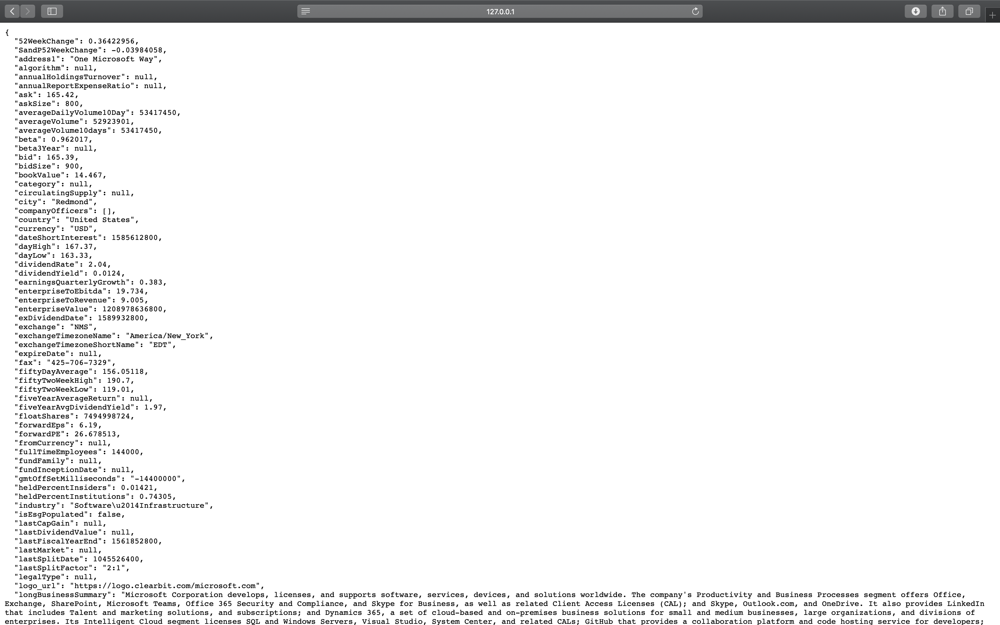 127.0.0.1
{
"52WeekChange": 0.36422956,
"SandP52WeekChange": -0.03984058,
"address1": "One Microsoft Way",
"algorithm": null,
"annualHoldingsTurnover": null,
"annualReportExpenseRatio": null,
"ask": 165.42,
"askSize": 800,
"averageDailyVolume10Day": 53417450,
"averageVolume": 52923901,
"averageVolume10days": 53417450,
"beta": 0.962017,
"beta3Year": null,
"bid": 165.39,
"bidSize": 900,
"bookValue": 14.467,
"category": null,
"circulatingSupply": null,
"city": "Redmond",
"companyOfficers": [],
"country": "United States",
"currency": "USD",
"dateShortInterest": 1585612800,
"dayHigh": 167.37,
"dayLow": 163.33,
"dividendRate": 2.04,
"dividendYield": 0.0124,
"earningsQuarterlyGrowth": 0.383,
"enterpriseToEbitda": 19.734,
"enterpriseToRevenue": 9.005,
"enterpriseValue": 1208978636800,
"exDividendDate": 1589932800,
"exchange": "NMS",
"exchangeTimezoneName": "America/New_York",
"exchangeTimezoneShortName": "EDT",
"expireDate": null,
"fax": "425-706-7329",
"fiftyDayAverage": 156.05118,
"fiftyTwoWeekHigh": 190.7,
"fiftyTwoWeekLow": 119.01,
"fiveYearAverageReturn": null,
"fiveYearAvgDividendYield": 1.97,
"floatShares": 7494998724,
"forwardEps": 6.19,
"forwardPE": 26.678513,
"fromCurrency": null,
"fullTimeEmployees": 144000,
"fundFamily": null,
"fundInceptionDate": null,
"gmtOffSetMilliseconds": "-14400000",
"heldPercentInsiders": 0.01421,
"heldPercentInstitutions": 0.74305,
"industry": "Software\u2014Infrastructure",
"isEsgPopulated": false,
"lastCapGain": null,
"lastDividendValue": null,
"lastFiscalYearEnd": 1561852800,
"lastMarket": null,
"lastSplitDate": 1045526400,
"lastSplitFactor": "2:1",
"legalType": null,
"logo_url": "https://logo.clearbit.com/microsoft.com",
"longBusinessSummary": "Microsoft Corporation develops, licenses, and supports software, services, devices, and solutions worldwide. The company's Productivity and Business Processes segment offers Office,
Exchange, SharePoint, Microsoft Teams, Office 365 Security and Compliance, and Skype for Business, as well as related Client Access Licenses (CAL); and Skype, Outlook.com, and OneDrive. It also provides LinkedIn
that includes Talent and marketing solutions, and subscriptions; and Dynamics 365, a set of cloud-based and on-premises business solutions for small and medium businesses, large organizations, and divisions of
enterprises. Its Intelligent Cloud segment licenses SQL and Windows Servers, Visual Studio, System Center, and related CALs; GitHub that provides a collaboration platform and code hosting service for developers;